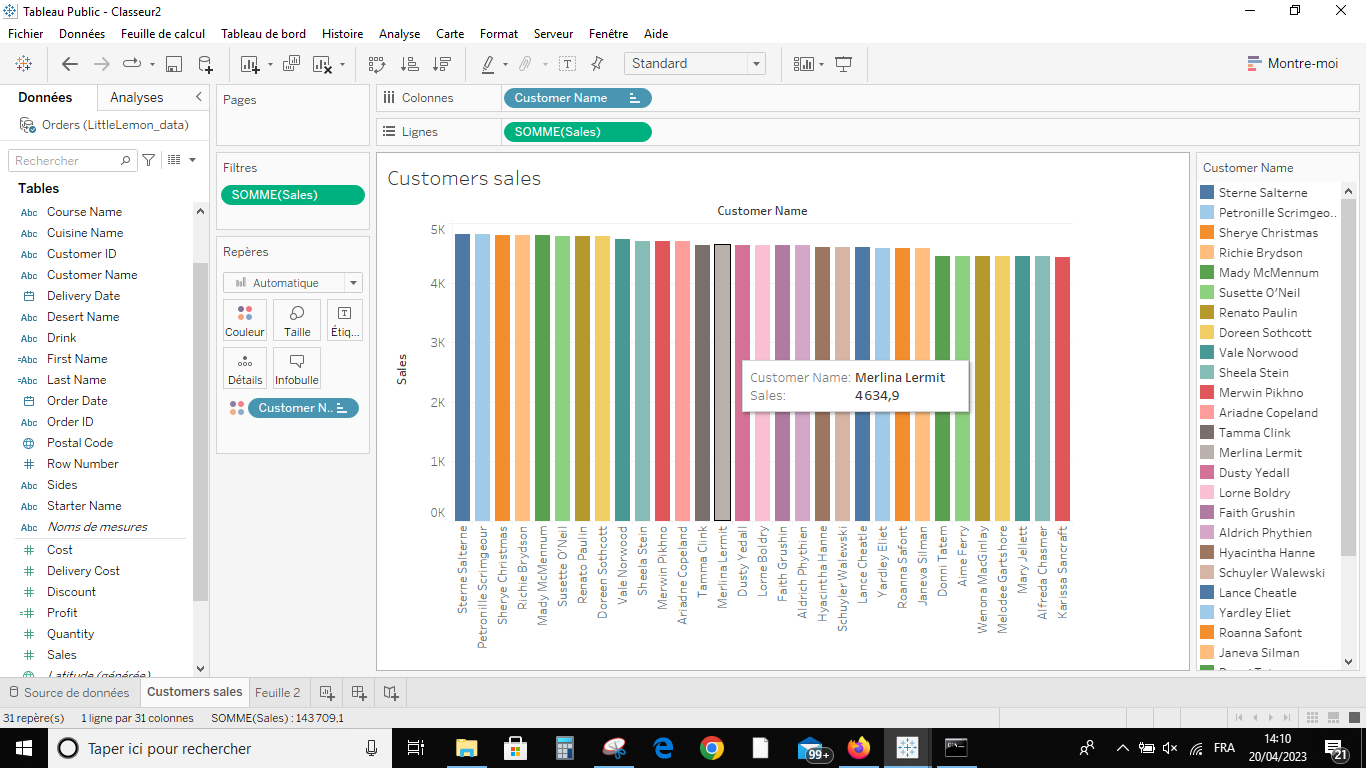 Tableau Public - Classeur2
Fichier Données Feuille de calcul Tableau de bord Histoire Analyse Carte Format Serveur Fenêtre Aide
Standard
Montre-moi
Données Analyses
Orders (LittleLemon_data)
Rechercher
Tables
Abc Course Name
Abc Cuisine Name
Abc Customer ID
Abc Customer Name
Delivery Date
Abc Desert Name
Abc Drink
=Abc First Name
=Abc Last Name
Order Date
Abc Order ID
Postal Code
# Row Number
Abc Sides
Abc Starter Name
Abc Noms de mesures
# Cost
# Delivery Cost
# Discount
=# Profit
# Quantity
# Sales
Latitude (générée)
Pages
Filtres
SOMME(Sales)
Repères
Automatique
Couleur Taille Étiq...
Détails Infobulle
Customer N..
Colonnes Customer Name
Lignes SOMME(Sales)
Customers sales
Customer Name
Sales
5K
4K
3K
2K
1K
0K
Customer Name: Merlina Lermit
Sales: 4 634,9
Sterne Salterne
Petronille Scrimgeour
Sherye Christmas
Richie Brydson
Mady McMennum
Susette O'Neil
Renato Paulin
Doreen Sothcott
Vale Norwood
Sheela Stein
Merwin Pikhno
Ariadne Copeland
Tamma Clink
Merlina Lermit
Dusty Yedall
Lorne Boldry
Faith Grushin
Aldrich Phythien
Hyacintha Hanne
Schuyler Walewski
Lance Cheatle
Yardley Eliet
Roanna Safont
Janeva Silman
Donni Tatem
Aime Ferry
Wenona MacGinlay
Melodee Gartshore
Mary Jellett
Alfreda Chasmer
Karissa Sancraft
Customer Name
Sterne Salterne
Petronille Scrimgeo..
Sherye Christmas
Richie Brydson
Mady McMennum
Susette O'Neil
Renato Paulin
Doreen Sothcott
Vale Norwood
Sheela Stein
Merwin Pikhno
Ariadne Copeland
Tamma Clink
Merlina Lermit
Dusty Yedall
Lorne Boldry
Faith Grushin
Aldrich Phythien
Hyacintha Hanne
Schuyler Walewski
Lance Cheatle
Yardley Eliet
Roanna Safont
Janeva Silman
Source de données Customers sales Feuille 2
31 repère(s) 1 ligne par 31 colonnes SOMME(Sales) : 143 709,1
Taper ici pour rechercher
99+
FRA
14:10
20/04/2023
21